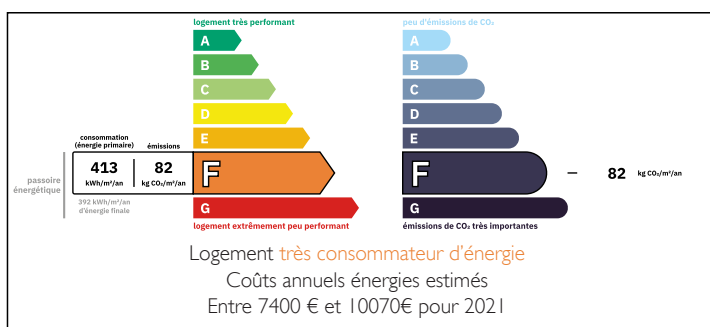 logement très performant
A
B
C
D
E
consommation
(énergie primaire)
émissions
413
kWh/m²/an
82
kg CO₂/m²/an
F
passoire
énergétique
392 kWh/m²/an
d'énergie finale
G
logement extrêmement peu performant
peu d'émissions de CO₂
A
B
C
D
E
F
82 kg CO₂/m²/an
G
émissions de CO₂ très importantes
Logement très consommateur d'énergie
Coûts annuels énergies estimés
Entre 7400 € et 10070€ pour 2021